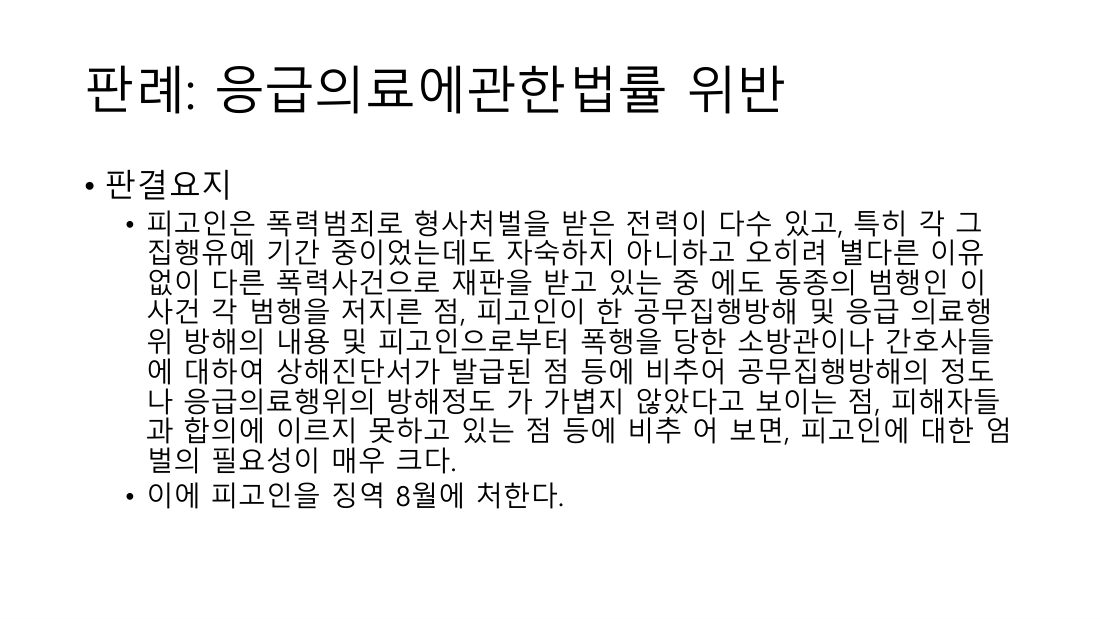 판례: 응급의료에관한법률 위반
• 판결요지
• 피고인은 폭력범죄로 형사처벌을 받은 전력이 다수 있고, 특히 각 그
집행유예 기간 중이었는데도 자숙하지 아니하고 오히려 별다른 이유
없이 다른 폭력사건으로 재판을 받고 있는 중 에도 동종의 범행인 이
사건 각 범행을 저지른 점, 피고인이 한 공무집행방해 및 응급 의료행
위 방해의 내용 및 피고인으로부터 폭행을 당한 소방관이나 간호사들
에 대하여 상해진단서가 발급된 점 등에 비추어 공무집행방해의 정도
나 응급의료행위의 방해정도 가 가볍지 않았다고 보이는 점, 피해자들
과 합의에 이르지 못하고 있는 점 등에 비추 어 보면, 피고인에 대한 엄
벌의 필요성이 매우 크다.
• 이에 피고인을 징역 8월에 처한다.